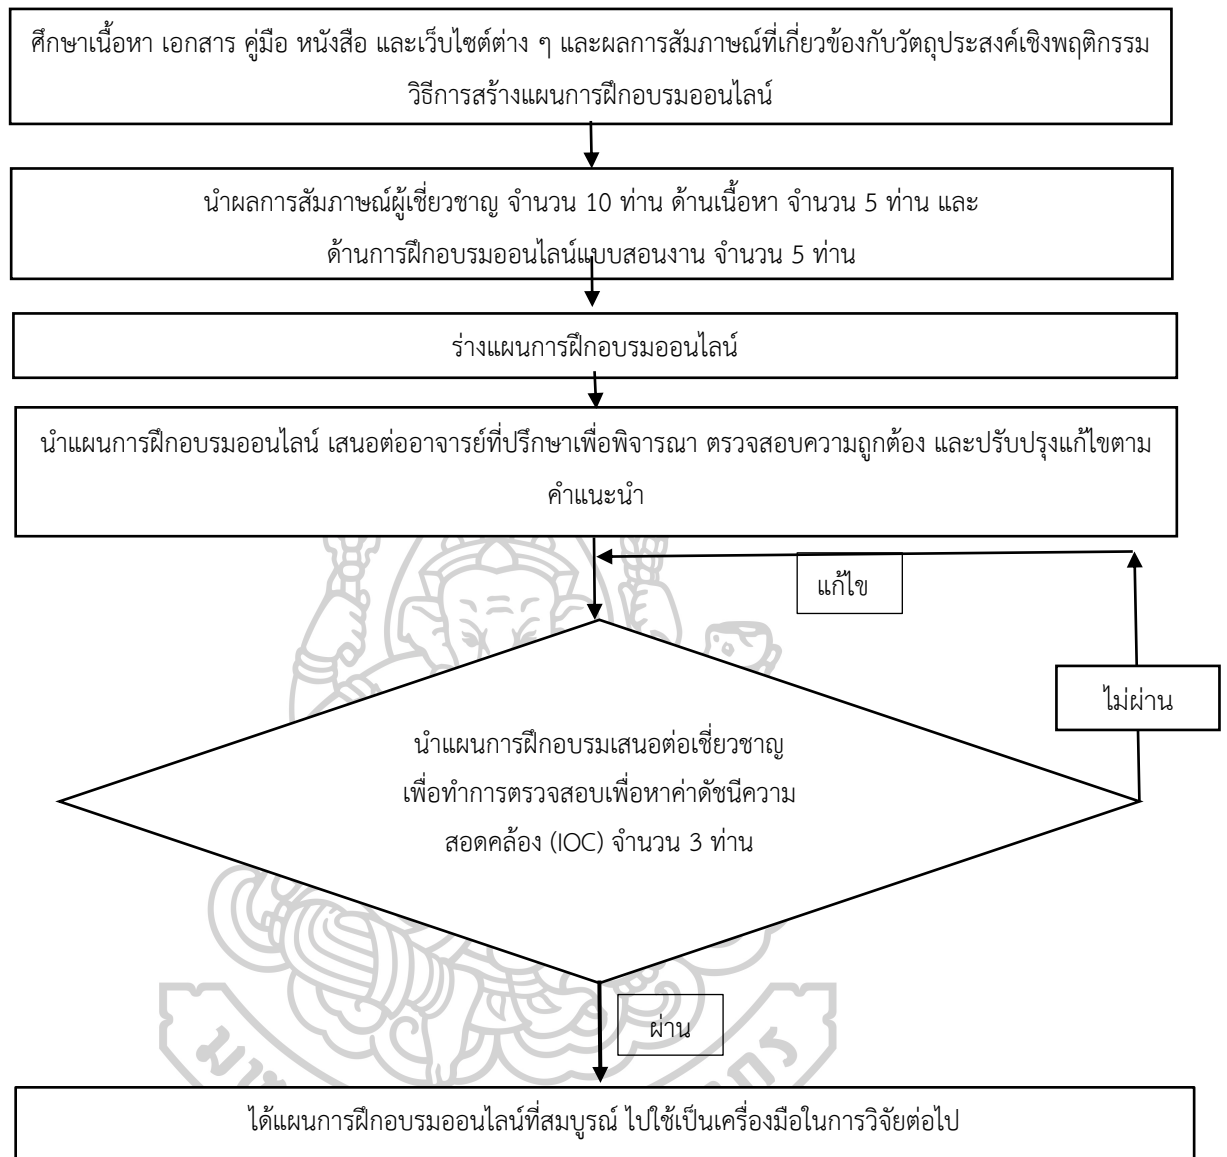 ศึกษาเนื้อหา เอกสาร คู่มือ หนังสือ และเว็บไซต์ต่าง ๆ และผลการสัมภาษณ์ที่เกี่ยวข้องกับวัตถุประสงค์เชิงพฤติกรรม
วิธีการสร้างแผนการฝึกอบรมออนไลน์
นำผลการสัมภาษณ์ผู้เชี่ยวชาญ จำนวน 10 ท่าน ด้านเนื้อหา จำนวน 5 ท่าน และ
ด้านการฝึกอบรมออนไลน์แบบสอนงาน จำนวน 5 ท่าน
ร่างแผนการฝึกอบรมออนไลน์
นำแผนการฝึกอบรมออนไลน์ เสนอต่ออาจารย์ที่ปรึกษาเพื่อพิจารณา ตรวจสอบความถูกต้อง และปรับปรุงแก้ไขตาม
คำแนะนำ
แก้ไข
ไม่ผ่าน
นำแผนการฝึกอบรมเสนอต่อเชี่ยวชาญ
เพื่อทำการตรวจสอบเพื่อหาค่าดัชนีความ
สอดคล้อง (IOC) จำนวน 3 ท่าน
ผ่าน
ได้แผนการฝึกอบรมออนไลน์ที่สมบูรณ์ ไปใช้เป็นเครื่องมือในการวิจัยต่อไป